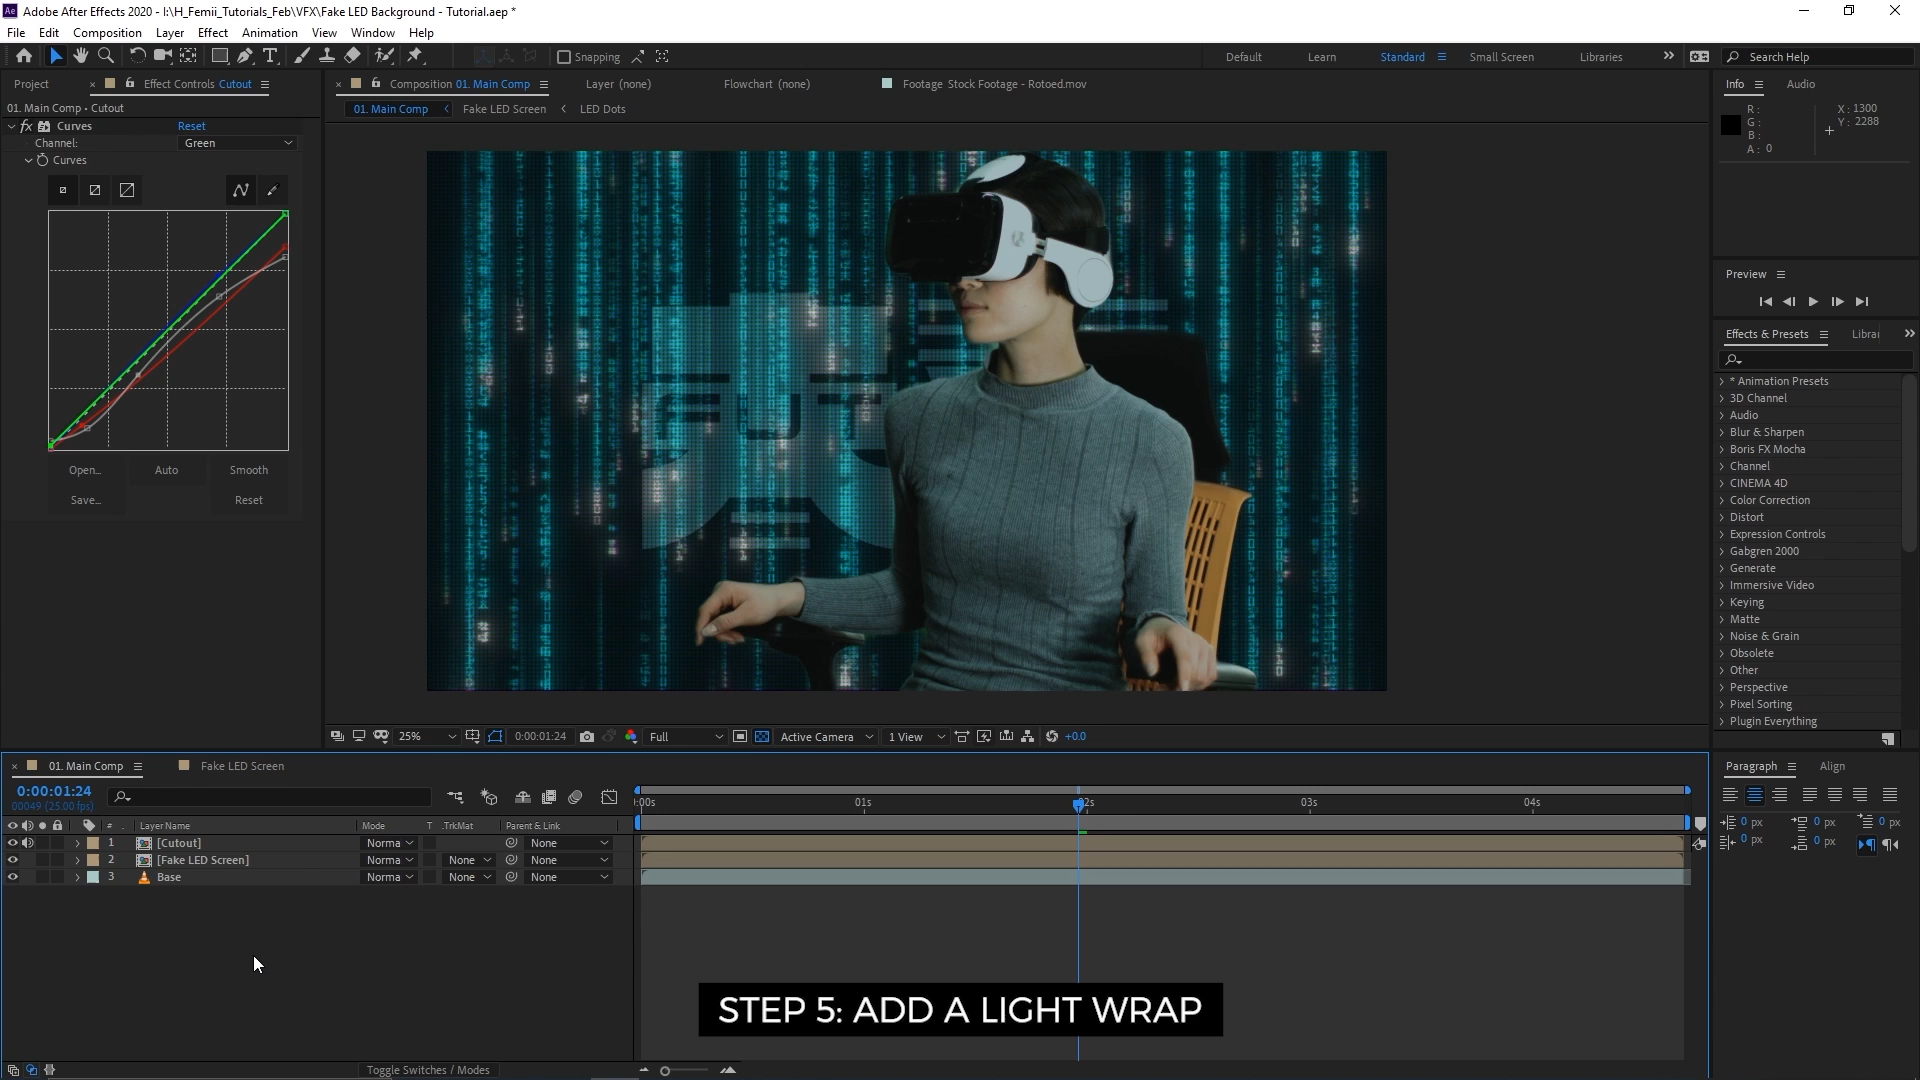 Adobe After Effects 2020 - I:\H_Femii_Tutorials_Feb\VFX\Fake LED Background - Tutorial.aep *
File Edit Composition Layer Effect Animation View Window Help
Snapping Default Learn Standard Small Screen Libraries Search Help
Project Effect Controls Cutout
01. Main Comp • Cutout
fx Curves Reset
Channel: Green
Curves
Open... Auto Smooth
Save... Reset
Composition 01. Main Comp Layer (none) Flowchart (none) Footage Stock Footage - Rotoed.mov
01. Main Comp Fake LED Screen LED Dots
FUT
25% 0:00:01:24 Full Active Camera 1 View +0.0
Info Audio
R: X: 1300
G: Y: 2288
B:
A: 0
Preview
Effects & Presets Librar
* Animation Presets
3D Channel
Audio
Blur & Sharpen
Boris FX Mocha
Channel
CINEMA 4D
Color Correction
Distort
Expression Controls
Gabgren 2000
Generate
Immersive Video
Keying
Matte
Noise & Grain
Obsolete
Other
Perspective
Pixel Sorting
Plugin Everything
Paragraph Align
0 px 0 px 0 px
0 px 0 px
01. Main Comp Fake LED Screen
0:00:01:24
00049 (25.00 fps)
# Layer Name Mode T .TrkMat Parent & Link
1 [Cutout] Norma None
2 [Fake LED Screen] Norma None None
3 Base Norma None None
):00s 01s 02s 03s 04s
STEP 5: ADD A LIGHT WRAP
Toggle Switches / Modes